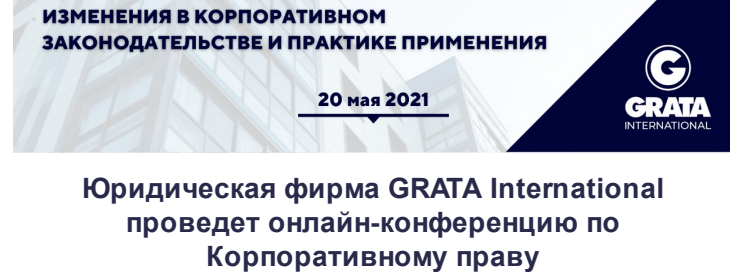 ИЗМЕНЕНИЯ В КОРПОРАТИВНОМ
ЗАКОНОДАТЕЛЬСТВЕ И ПРАКТИКЕ ПРИМЕНЕНИЯ
20 мая 2021
G
GRATA
INTERNATIONAL
Юридическая фирма GRATA International
проведет онлайн-конференцию по
Корпоративному праву